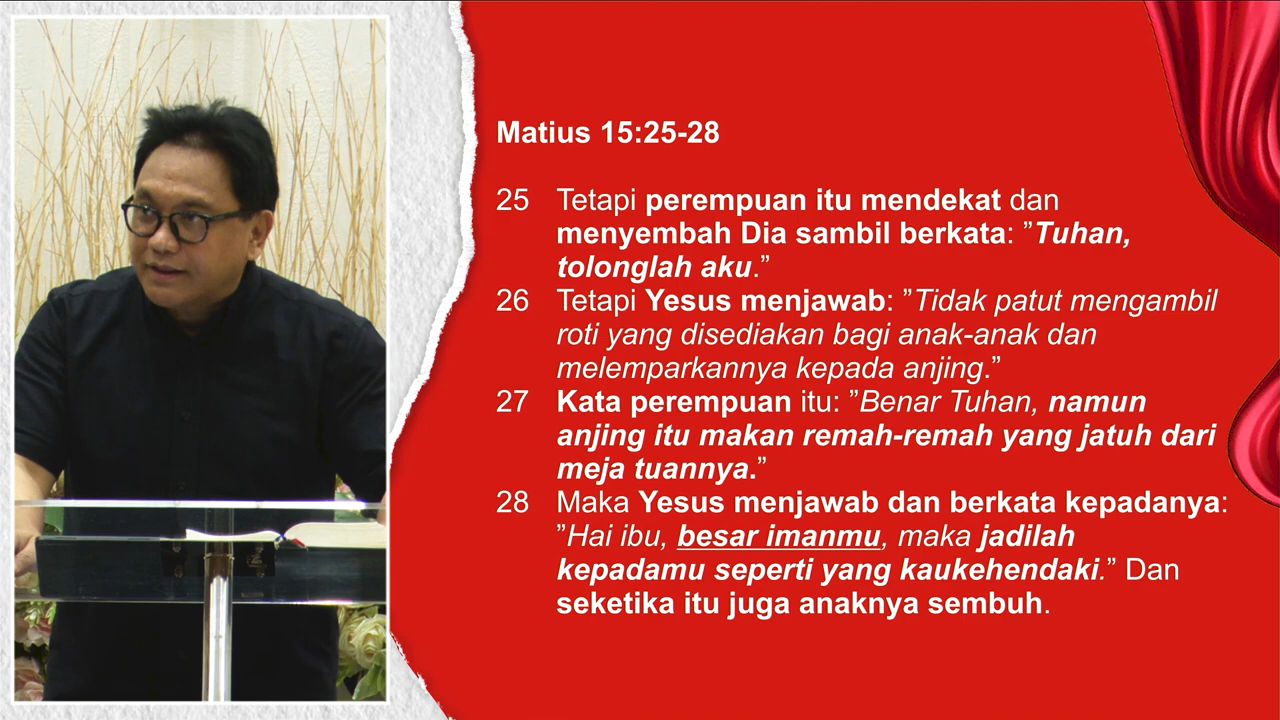 Matius 15:25-28
25 Tetapi perempuan itu mendekat dan
menyembah Dia sambil berkata: ”Tuhan,
tolonglah aku.”
26 Tetapi Yesus menjawab: ”Tidak patut mengambil
roti yang disediakan bagi anak-anak dan
melemparkannya kepada anjing.”
27 Kata perempuan itu: ”Benar Tuhan, namun
anjing itu makan remah-remah yang jatuh dari
meja tuannya.”
28 Maka Yesus menjawab dan berkata kepadanya:
”Hai ibu, besar imanmu, maka jadilah
kepadamu seperti yang kaukehendaki.” Dan
seketika itu juga anaknya sembuh.